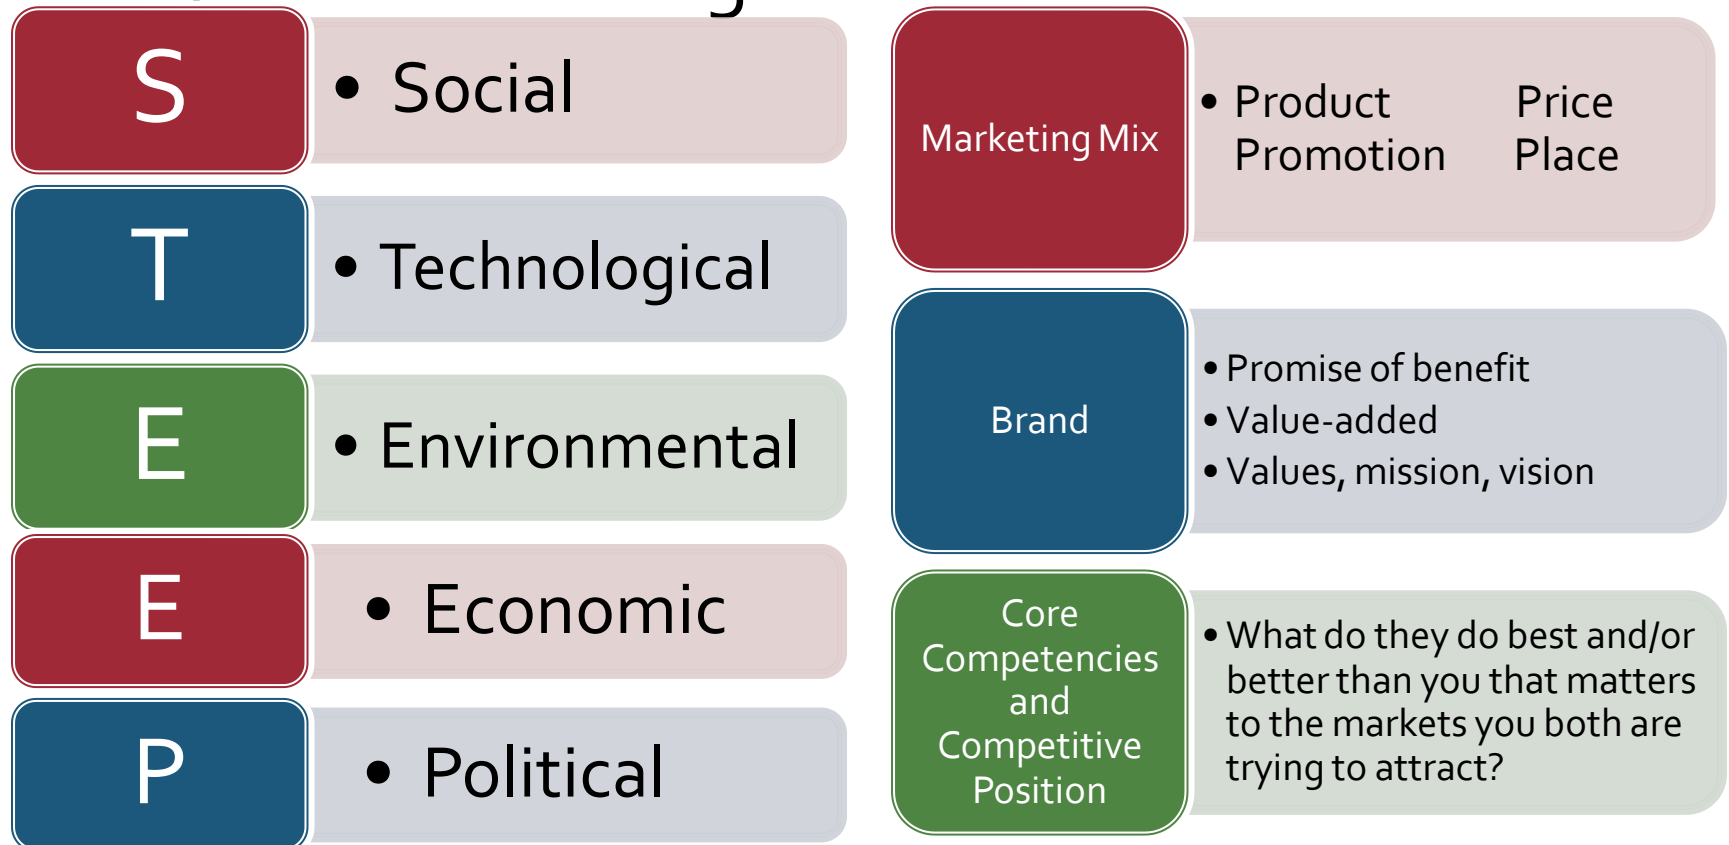 S
• Social
T
• Technological
E
• Environmental
E
• Economic
P
• Political
Marketing Mix
• Product Price
Promotion Place
Brand
• Promise of benefit
• Value-added
• Values, mission, vision
Core
Competencies
and
Competitive
Position
• What do they do best and/or
better than you that matters
to the markets you both are
trying to attract?